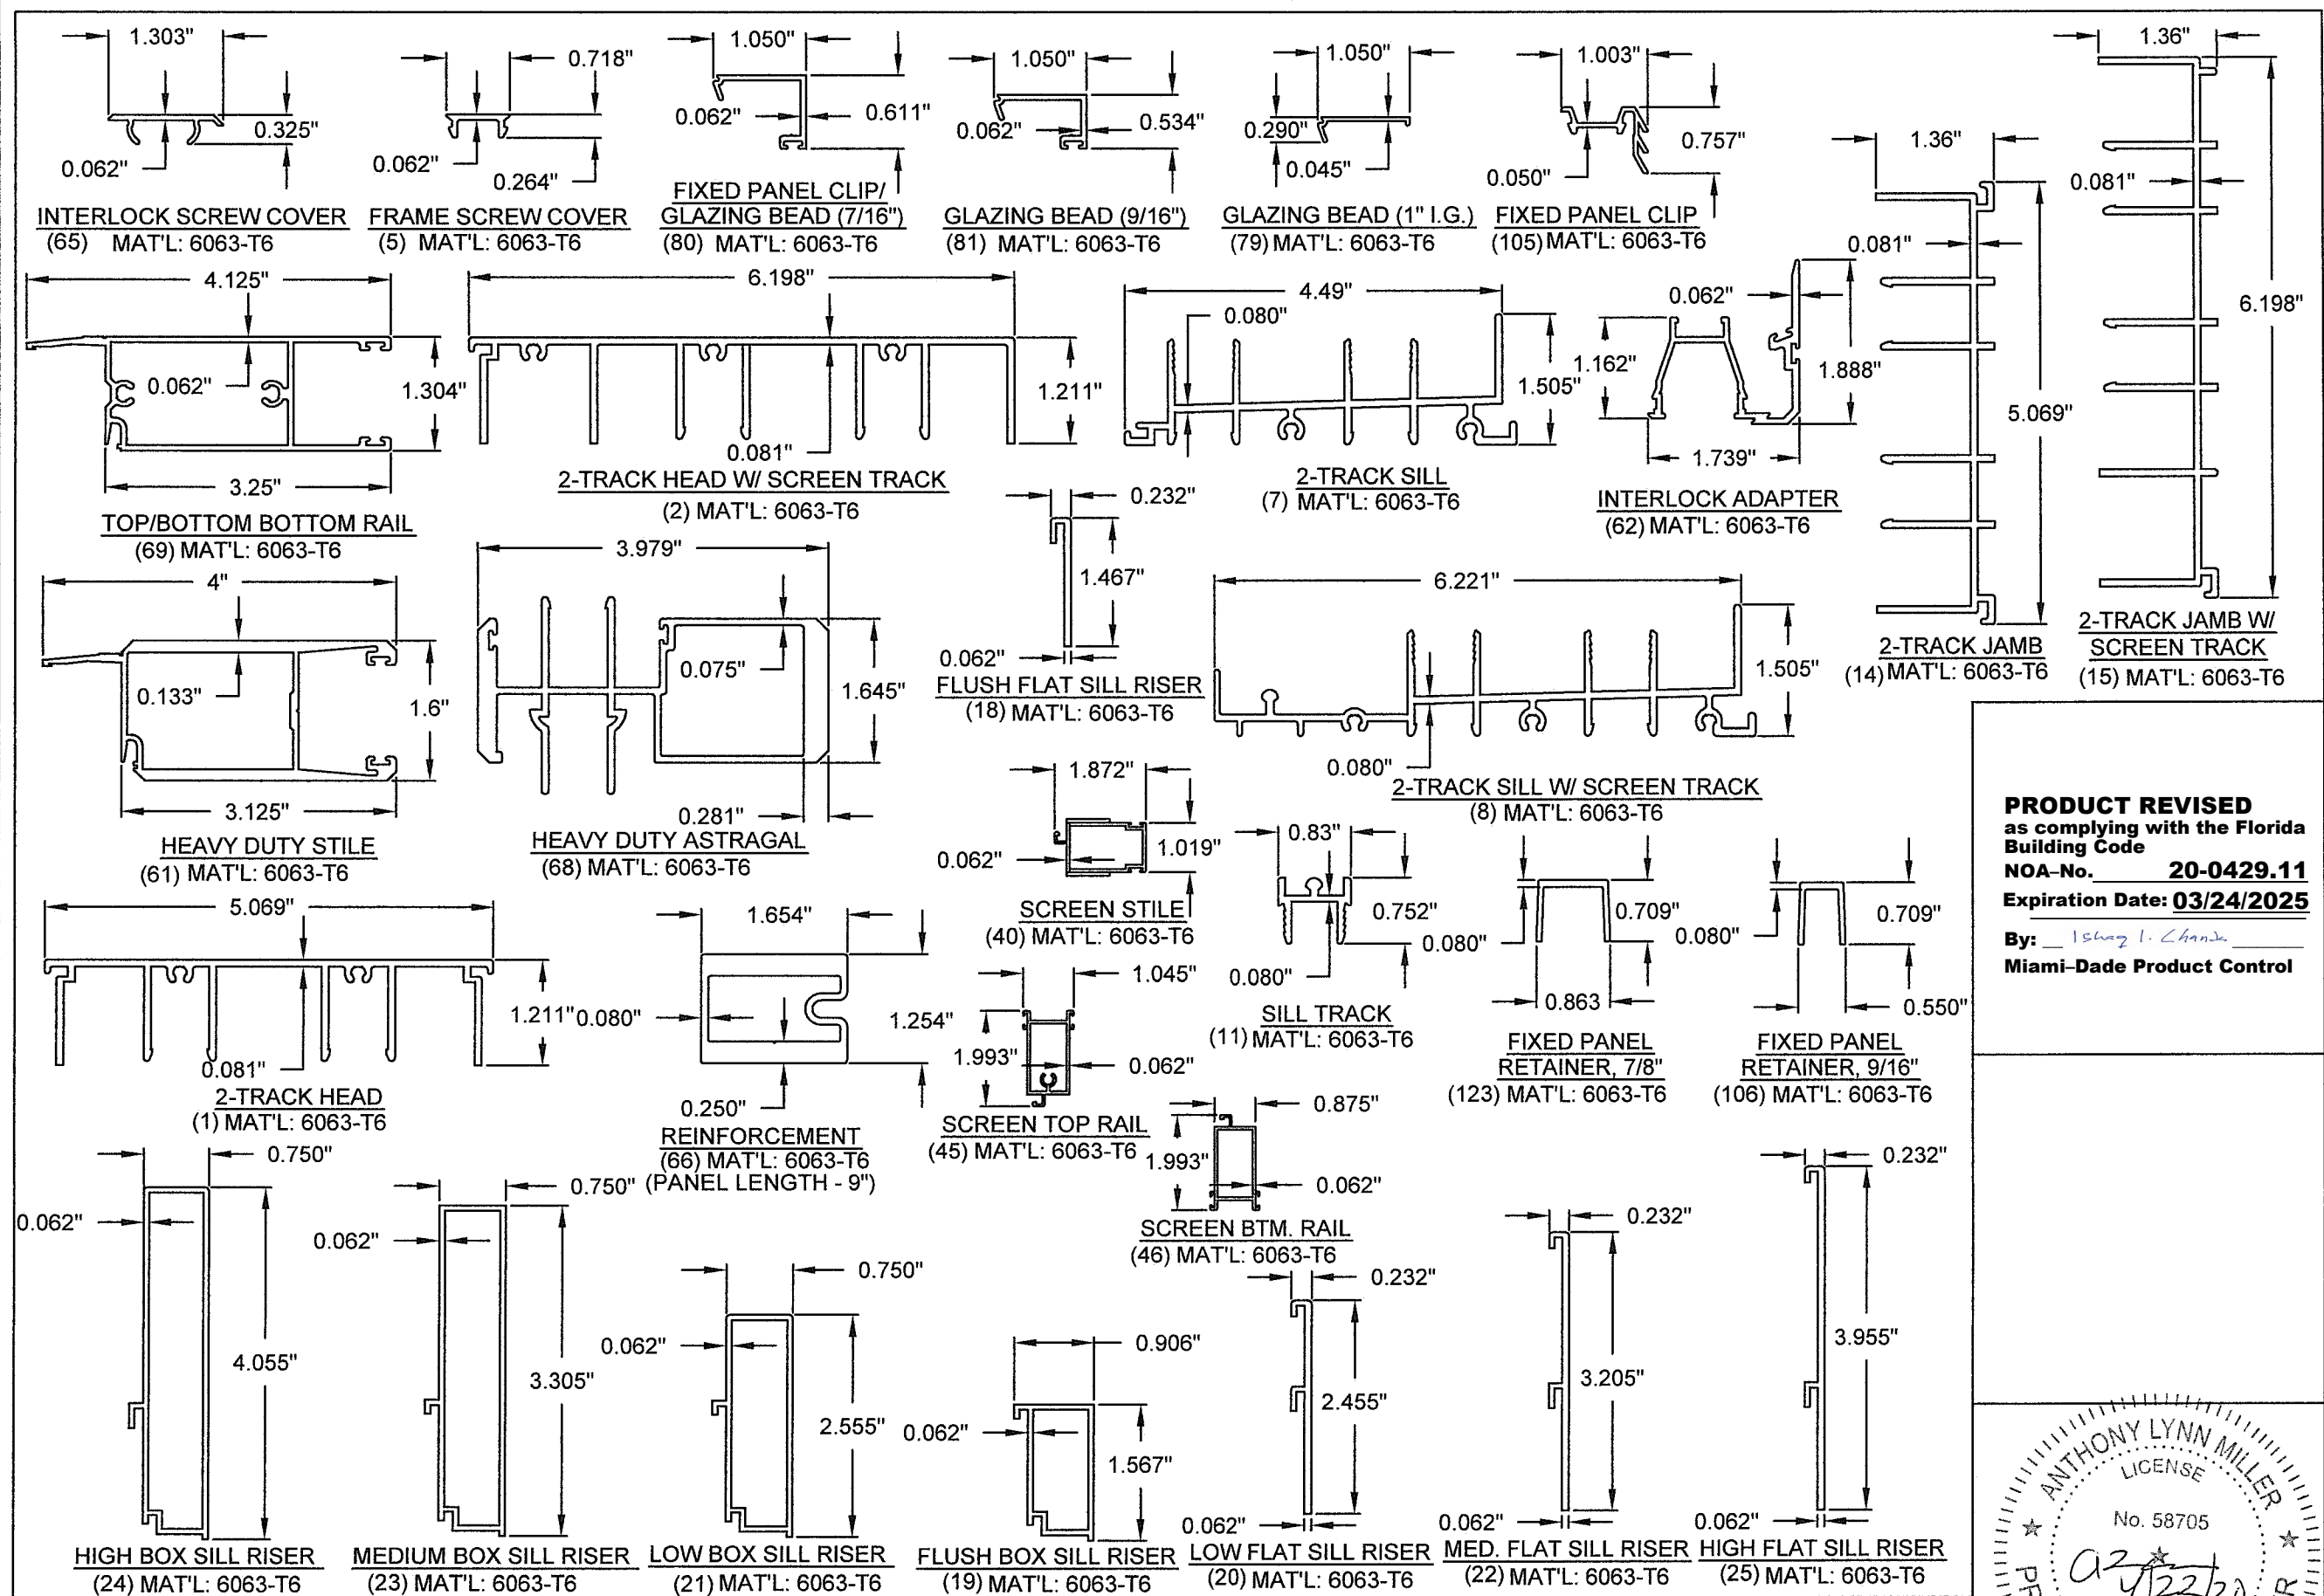 1.303"
0.325"
0.062"
INTERLOCK SCREW COVER
(65) MAT'L: 6063-T6
0.718"
0.062"
0.264"
FRAME SCREW COVER
(5) MAT'L: 6063-T6
1.050"
0.062"
0.611"
FIXED PANEL CLIP/
GLAZING BEAD (7/16")
(80) MAT'L: 6063-T6
1.050"
0.062"
0.534"
GLAZING BEAD (9/16")
(81) MAT'L: 6063-T6
1.050"
0.290"
0.045"
GLAZING BEAD (1" I.G.)
(79) MAT'L: 6063-T6
1.003"
0.757"
0.050"
FIXED PANEL CLIP
(105) MAT'L: 6063-T6
1.36"
0.081"
5.069"
2-TRACK JAMB
(14) MAT'L: 6063-T6
1.36"
0.081"
6.198"
2-TRACK JAMB W/
SCREEN TRACK
(15) MAT'L: 6063-T6
4.125"
0.062"
1.304"
3.25"
TOP/BOTTOM BOTTOM RAIL
(69) MAT'L: 6063-T6
6.198"
1.211"
0.081"
2-TRACK HEAD W/ SCREEN TRACK
(2) MAT'L: 6063-T6
4.49"
0.080"
1.505"
2-TRACK SILL
(7) MAT'L: 6063-T6
0.062"
1.162"
1.888"
1.739"
INTERLOCK ADAPTER
(62) MAT'L: 6063-T6
4"
0.133"
1.6"
3.125"
HEAVY DUTY STILE
(61) MAT'L: 6063-T6
3.979"
0.075"
1.645"
0.281"
HEAVY DUTY ASTRAGAL
(68) MAT'L: 6063-T6
0.232"
1.467"
0.062"
FLUSH FLAT SILL RISER
(18) MAT'L: 6063-T6
6.221"
1.505"
0.080"
2-TRACK SILL W/ SCREEN TRACK
(8) MAT'L: 6063-T6
5.069"
1.211"
0.081"
2-TRACK HEAD
(1) MAT'L: 6063-T6
1.654"
0.080"
1.254"
0.250"
REINFORCEMENT
(66) MAT'L: 6063-T6
(PANEL LENGTH - 9")
1.872"
0.062"
1.019"
SCREEN STILE
(40) MAT'L: 6063-T6
1.045"
1.993"
0.062"
SCREEN TOP RAIL
(45) MAT'L: 6063-T6
0.83"
0.752"
0.080"
SILL TRACK
(11) MAT'L: 6063-T6
0.709"
0.080"
0.863
FIXED PANEL
RETAINER, 7/8"
(123) MAT'L: 6063-T6
0.709"
0.080"
0.550"
FIXED PANEL
RETAINER, 9/16"
(106) MAT'L: 6063-T6
0.875"
1.993"
0.062"
SCREEN BTM. RAIL
(46) MAT'L: 6063-T6
0.750"
0.062"
4.055"
HIGH BOX SILL RISER
(24) MAT'L: 6063-T6
0.750"
0.062"
3.305"
MEDIUM BOX SILL RISER
(23) MAT'L: 6063-T6
0.750"
0.062"
2.555"
LOW BOX SILL RISER
(21) MAT'L: 6063-T6
0.906"
0.062"
1.567"
FLUSH BOX SILL RISER
(19) MAT'L: 6063-T6
0.232"
2.455"
0.062"
LOW FLAT SILL RISER
(20) MAT'L: 6063-T6
0.232"
3.205"
0.062"
MED. FLAT SILL RISER
(22) MAT'L: 6063-T6
0.232"
3.955"
0.062"
HIGH FLAT SILL RISER
(25) MAT'L: 6063-T6
PRODUCT REVISED
as complying with the Florida
Building Code
NOA–No. 20-0429.11
Expiration Date: 03/24/2025
By:
Miami–Dade Product Control
ANTHONY LYNN MILLER
LICENSE
No. 58705